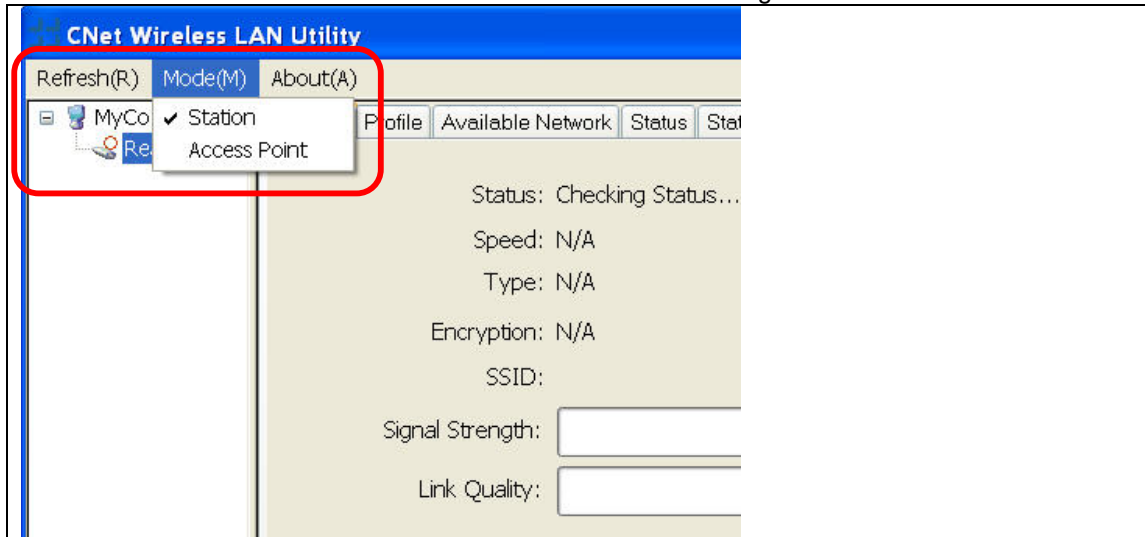 CNet Wireless LAN Utility
Refresh(R) Mode(M) About(A)
MyCo ✔ Station Profile Available Network Status Stat
Re Access Point
Status: Checking Status...
Speed: N/A
Type: N/A
Encryption: N/A
SSID:
Signal Strength:
Link Quality: